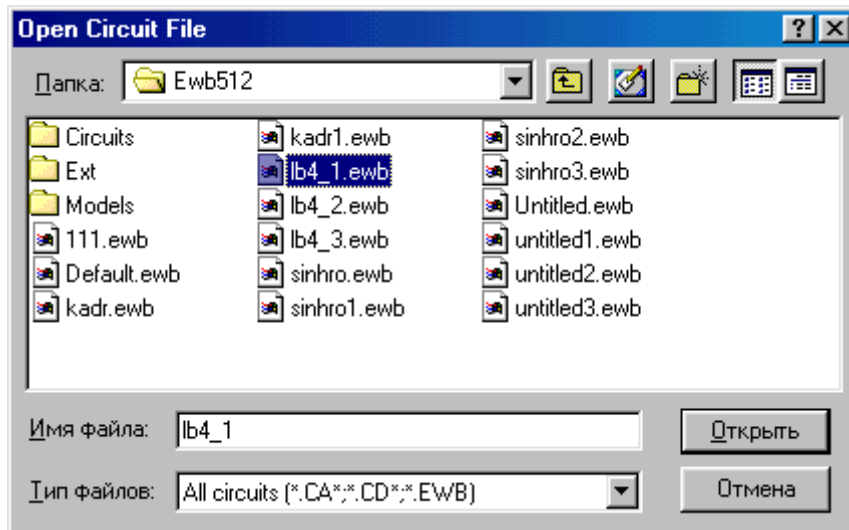 Open Circuit File
Папка: Ewb512
Circuits kadr1.ewb sinhro2.ewb
Ext lb4_1.ewb sinhro3.ewb
Models lb4_2.ewb Untitled.ewb
111.ewb lb4_3.ewb untitled1.ewb
Default.ewb sinhro.ewb untitled2.ewb
kadr.ewb sinhro1.ewb untitled3.ewb
Имя файла: lb4_1 Открыть
Тип файлов: All circuits (*.CA*;*.CD*;*.EWB) Отмена